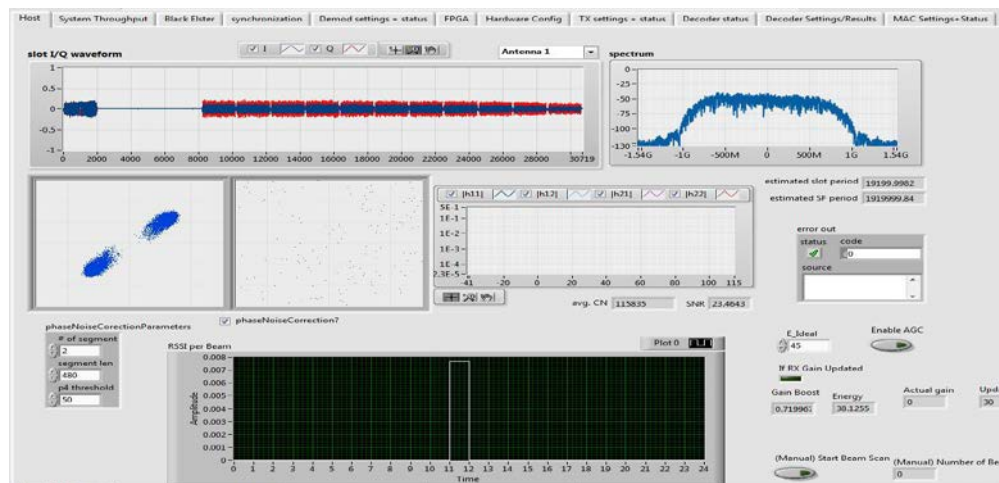 Host System Throughput Black Elster synchronization Demod settings + status FPGA Hardware Config TX settings + status Decoder status Decoder Settings/Results MAC Settings+Status
slot I/Q waveform I Q Antenna 1 spectrum
1
0.5
0
-0.5
-1
0 2000 4000 6000 8000 10000 12000 14000 16000 18000 20000 22000 24000 26000 28000 30719
0
-25
-50
-75
-100
-130
-1.54G -1G -500M 0 500M 1G 1.54G
|h11| |h12| |h21| |h22|
5E-1
1E-1
1E-2
1E-3
1E-4
2.3E-5
-41 -20 0 20 40 60 80 100 115
estimated slot period 19199.9982
estimated SF period 1919999.84
error out
status code
0
source
avg. CN 115835 SNR 23.4643
phaseNoiseCorrection?
phaseNoiseCorectionParameters
# of segment
2
segment len
480
p4 threshold
50
RSSI per Beam Plot 0
Amplitude
0.008
0.007
0.006
0.005
0.004
0.003
0.002
0.001
0
0 1 2 3 4 5 6 7 8 9 10 11 12 13 14 15 16 17 18 19 20 21 22 23 24
Time
E_Ideal Enable AGC
45
If RX Gain Updated
Gain Boost Energy Actual gain Upd
38.1255 0 30
(Manual) Start Beam Scan (Manual) Number of Be
0